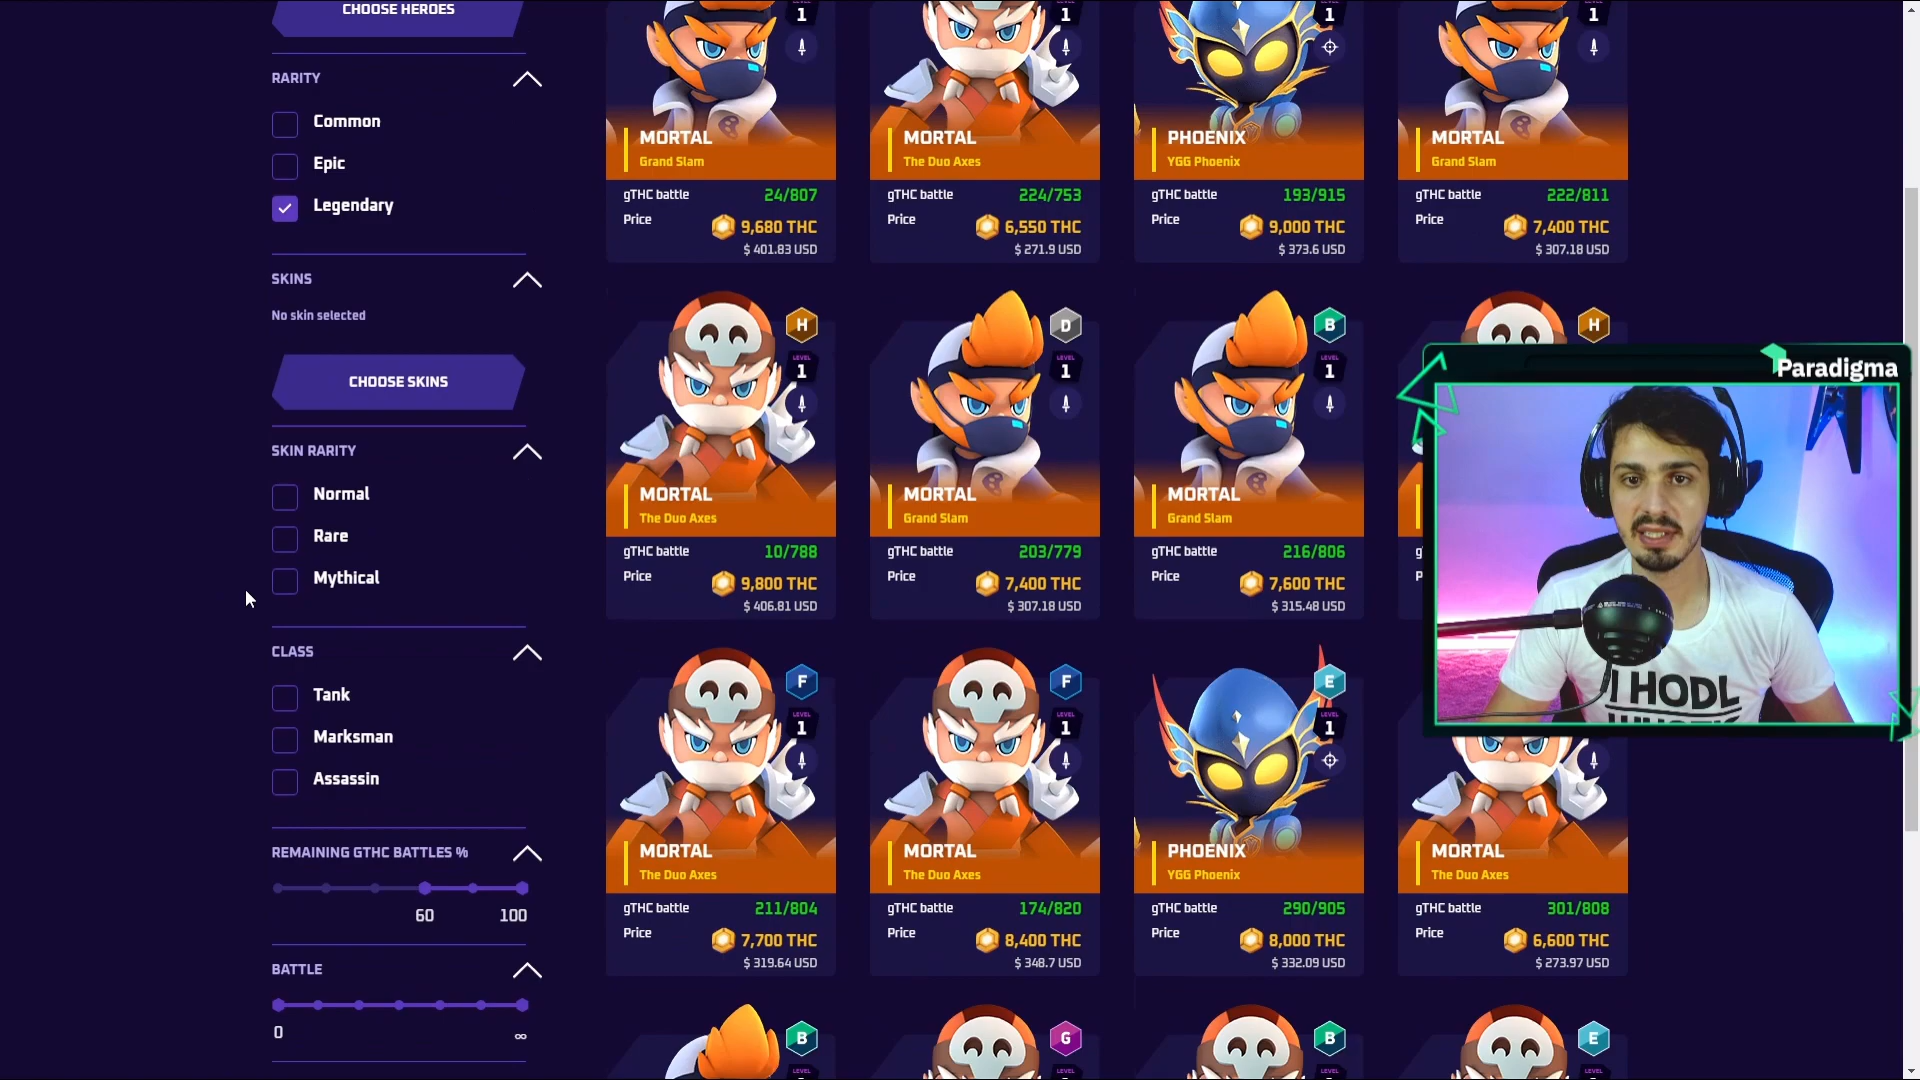 CHOOSE HEROES
RARITY
Common
Epic
Legendary
SKINS
No skin selected
CHOOSE SKINS
SKIN RARITY
Normal
Rare
Mythical
CLASS
Tank
Marksman
Assassin
REMAINING GTHC BATTLES %
60 100
BATTLE
0 ∞
1
MORTAL
Grand Slam
gTHC battle 24/807
Price 9,680 THC
$ 401.83 USD
1
MORTAL
The Duo Axes
gTHC battle 224/753
Price 6,550 THC
$ 271.9 USD
1
PHOENIX
YGG Phoenix
gTHC battle 193/915
Price 9,000 THC
$ 373.6 USD
1
MORTAL
Grand Slam
gTHC battle 222/811
Price 7,400 THC
$ 307.18 USD
H
LEVEL
1
MORTAL
The Duo Axes
gTHC battle 10/788
Price 9,800 THC
$ 406.81 USD
D
LEVEL
1
MORTAL
Grand Slam
gTHC battle 203/779
Price 7,400 THC
$ 307.18 USD
B
LEVEL
1
MORTAL
Grand Slam
gTHC battle 216/806
Price 7,600 THC
$ 315.48 USD
H
Paradigma
I HODL
F
LEVEL
1
MORTAL
The Duo Axes
gTHC battle 211/804
Price 7,700 THC
$ 319.64 USD
F
LEVEL
1
MORTAL
The Duo Axes
gTHC battle 174/820
Price 8,400 THC
$ 348.7 USD
E
LEVEL
1
PHOENIX
YGG Phoenix
gTHC battle 290/905
Price 8,000 THC
$ 332.09 USD
MORTAL
The Duo Axes
gTHC battle 301/808
Price 6,600 THC
$ 273.97 USD
B
LEVEL
G
LEVEL
B
LEVEL
E
LEVEL